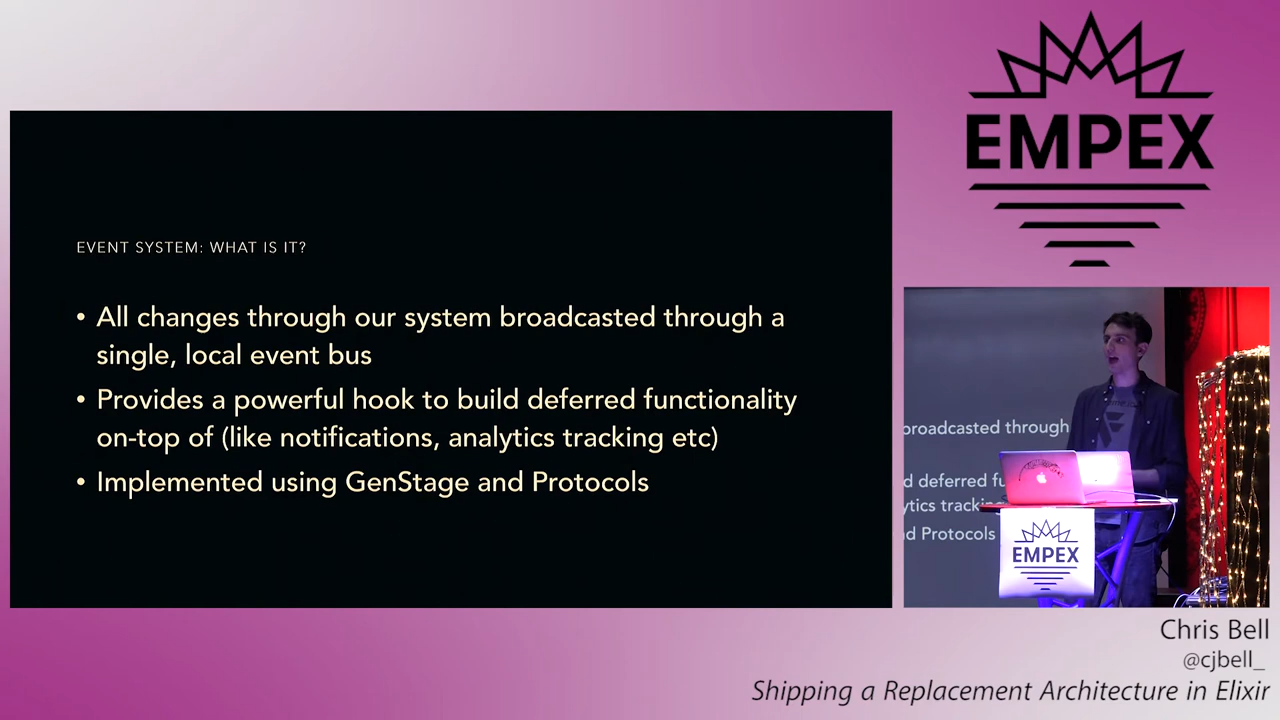 EMPEX
EVENT SYSTEM: WHAT IS IT?
• All changes through our system broadcasted through a
single, local event bus
• Provides a powerful hook to build deferred functionality
on-top of (like notifications, analytics tracking etc)
• Implemented using GenStage and Protocols
broadcasted through
d deferred fu
ytics tracking
d Protocols
EMPEX
Chris Bell
@cjbell_
Shipping a Replacement Architecture in Elixir